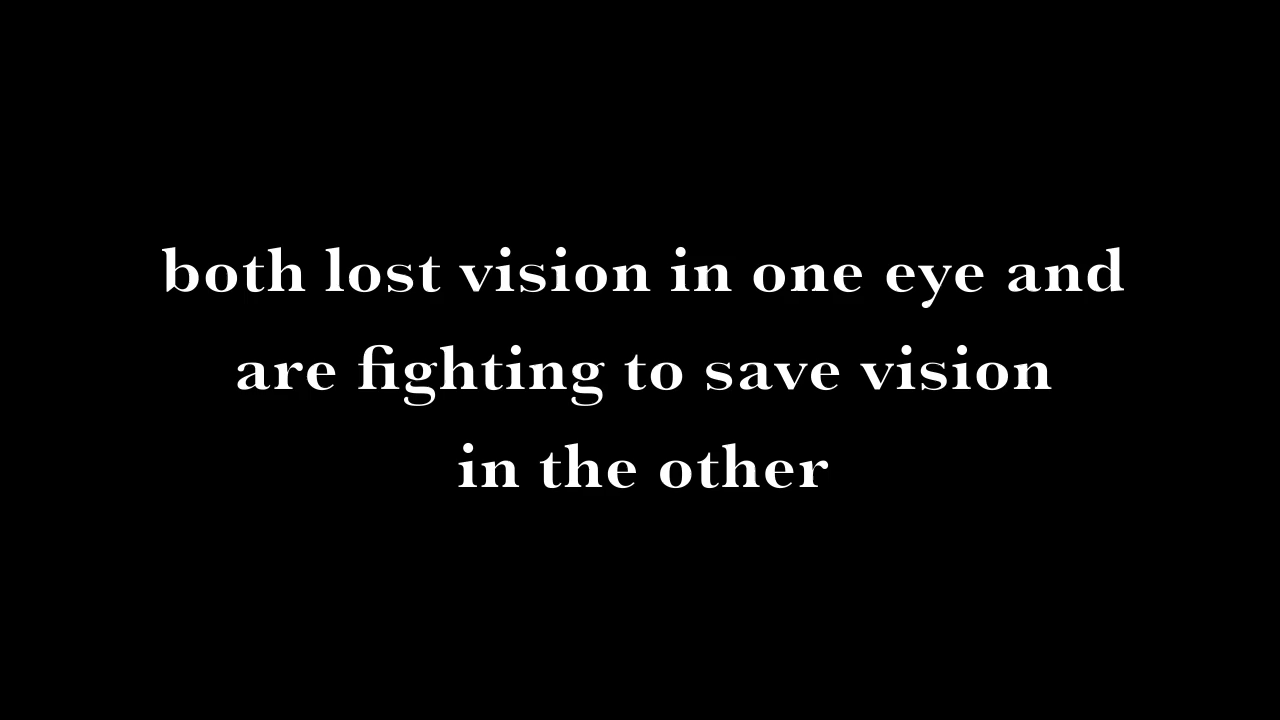 both lost vision in one eye and
are fighting to save vision
in the other